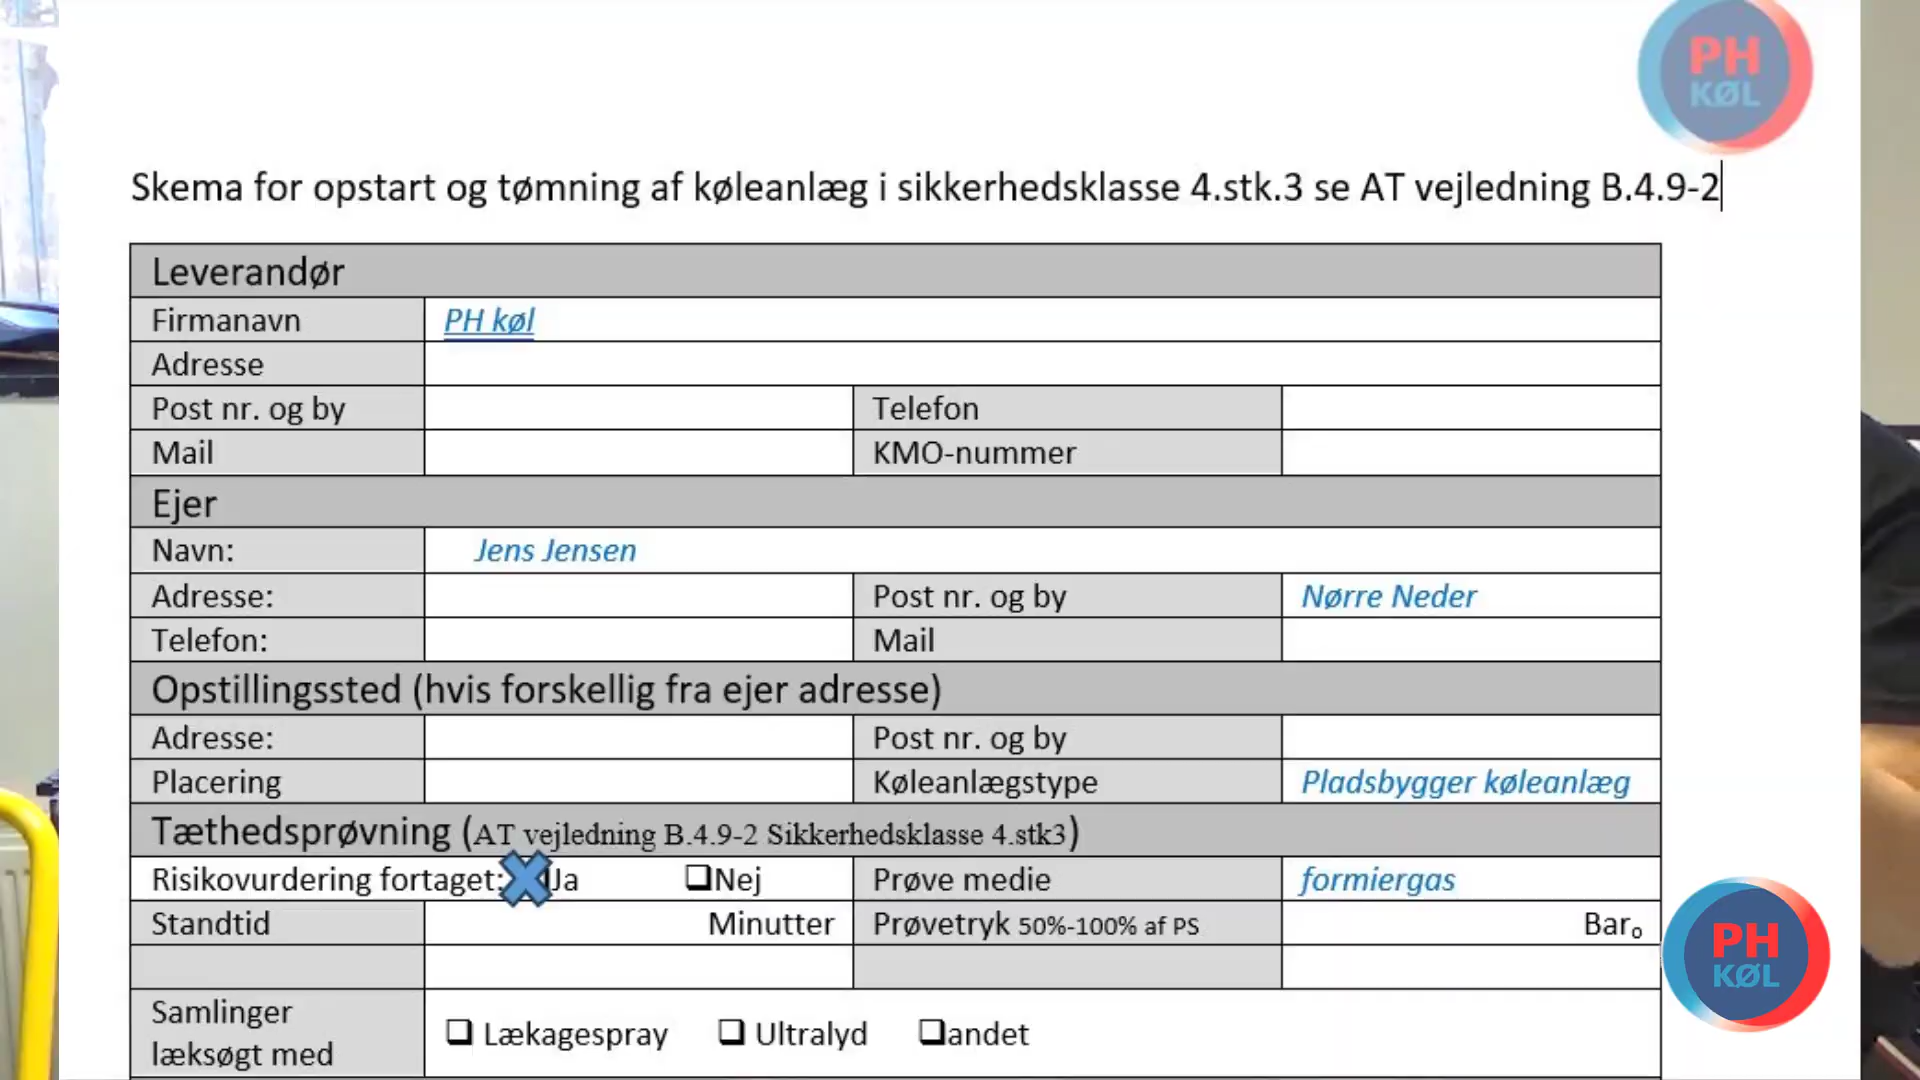 PH
KØL
Skema for opstart og tømning af køleanlæg i sikkerhedsklasse 4.stk.3 se AT vejledning B.4.9-2
Leverandør
Firmanavn PH køl
Adresse
Post nr. og by Telefon
Mail KMO-nummer
Ejer
Navn: Jens Jensen
Adresse: Post nr. og by Nørre Neder
Telefon: Mail
Opstillingssted (hvis forskellig fra ejer adresse)
Adresse: Post nr. og by
Placering Køleanlægstype Pladsbygger køleanlæg
Tæthedsprøvning (AT vejledning B.4.9-2 Sikkerhedsklasse 4.stk3)
Risikovurdering fortaget: Ja ❑Nej Prøve medie formiergas
Standtid Minutter Prøvetryk 50%-100% af PS Baro
Samlinger
læksøgt med ❑ Lækagespray ❑ Ultralyd ❑andet
PH
KØL